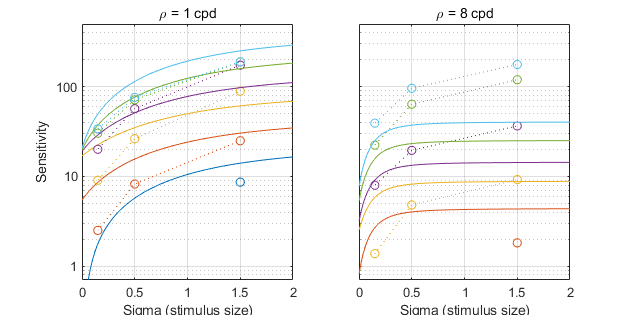 ρ = 1 cpd
ρ = 8 cpd
Sensitivity
100
10
1
0
0.5
1
1.5
2
0
0.5
1
1.5
2
Sigma (stimulus size)
Sigma (stimulus size)